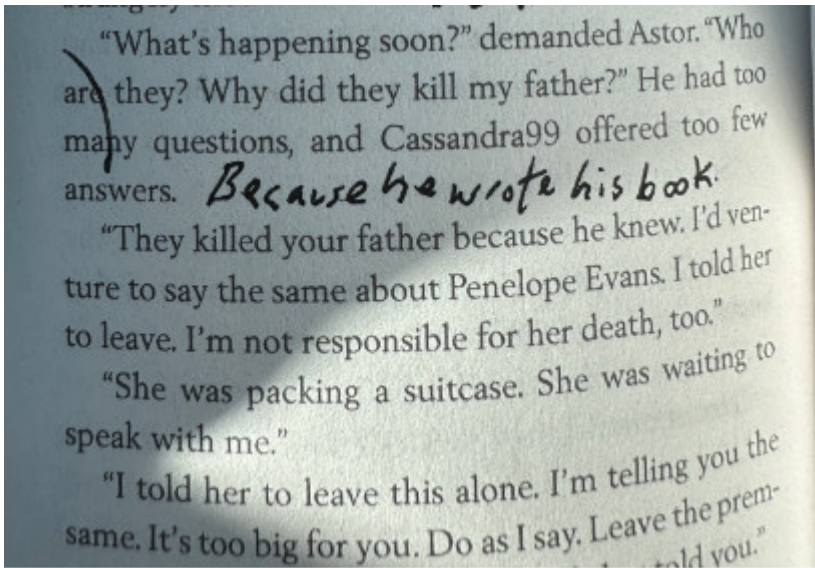 “What’s happening soon?” demanded Astor. “Who
are they? Why did they kill my father?” He had too
many questions, and Cassandra99 offered too few
answers. Because he wrote his book.
“They killed your father because he knew. I’d ven-
ture to say the same about Penelope Evans. I told her
to leave. I’m not responsible for her death, too.”
“She was packing a suitcase. She was waiting to
speak with me.”
“I told her to leave this alone. I’m telling you the
same. It’s too big for you. Do as I say. Leave the prem-
told you.”